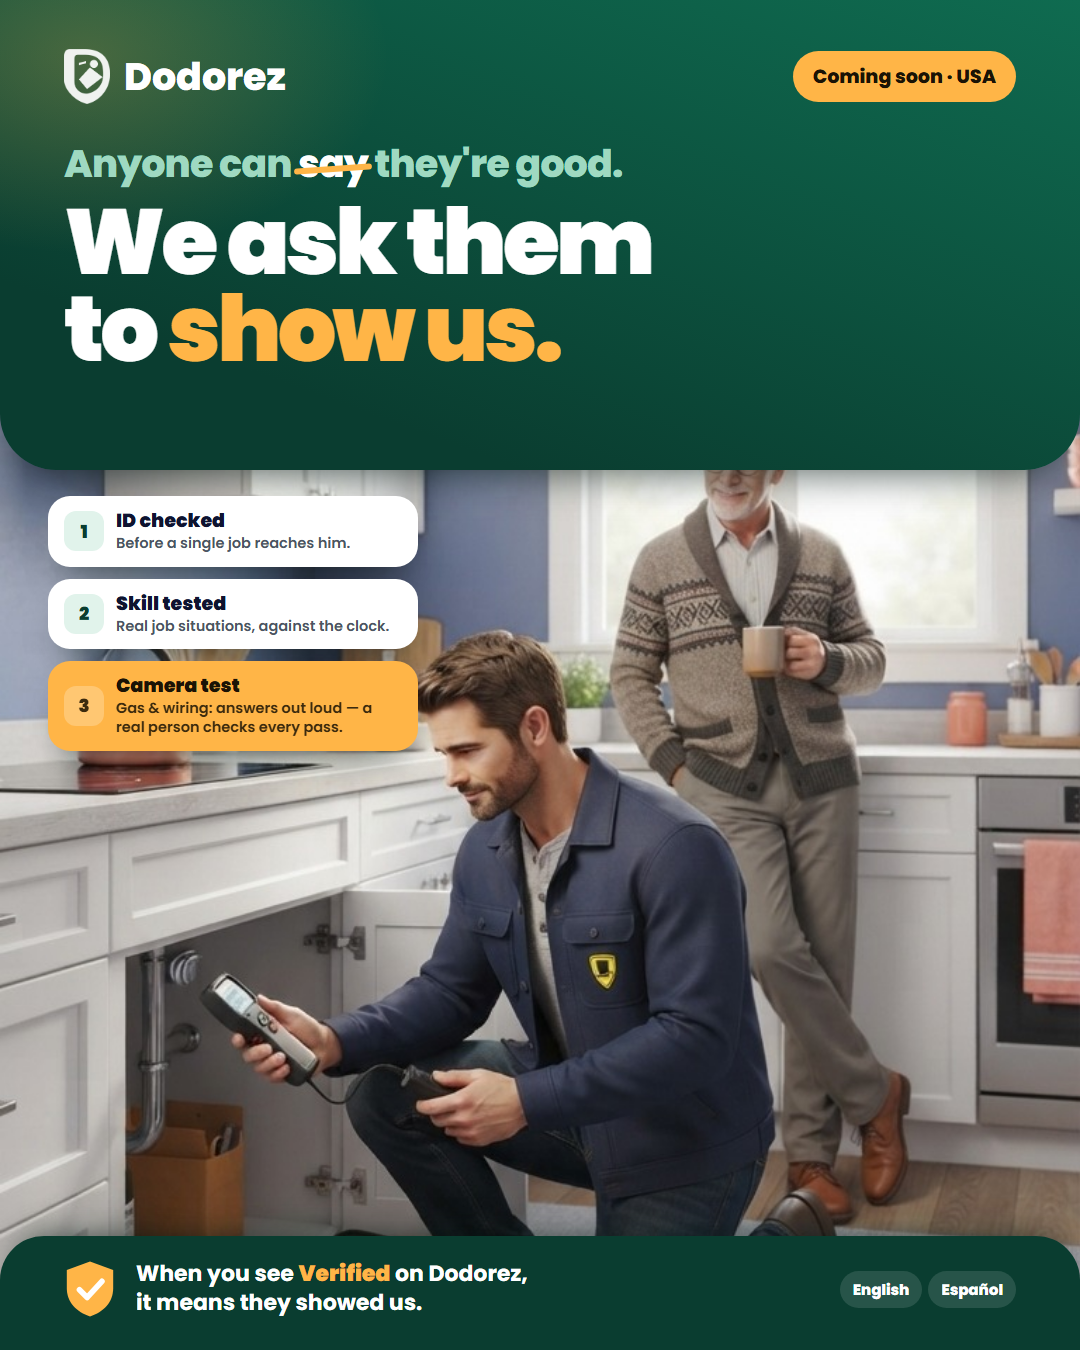 Dodorez
Coming soon · USA
Anyone can say they're good.
We ask them
to show us.
1
ID checked
Before a single job reaches him.
2
Skill tested
Real job situations, against the clock.
3
Camera test
Gas & wiring: answers out loud — a
real person checks every pass.
When you see Verified on Dodorez,
it means they showed us.
English
Español